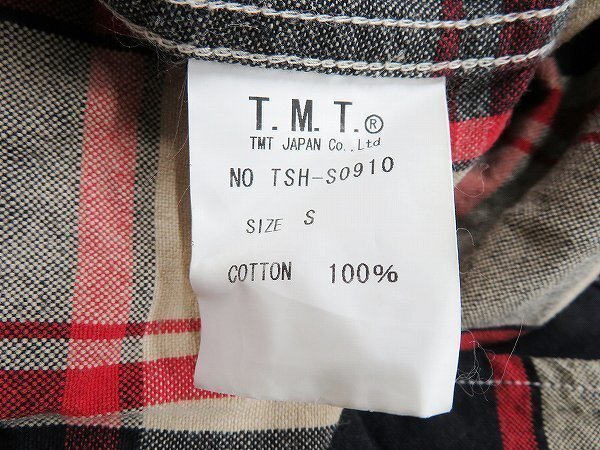 T.M.T.®
TMT JAPAN Co.,Ltd
NO TSH-S0910
SIZE S
COTTON 100%